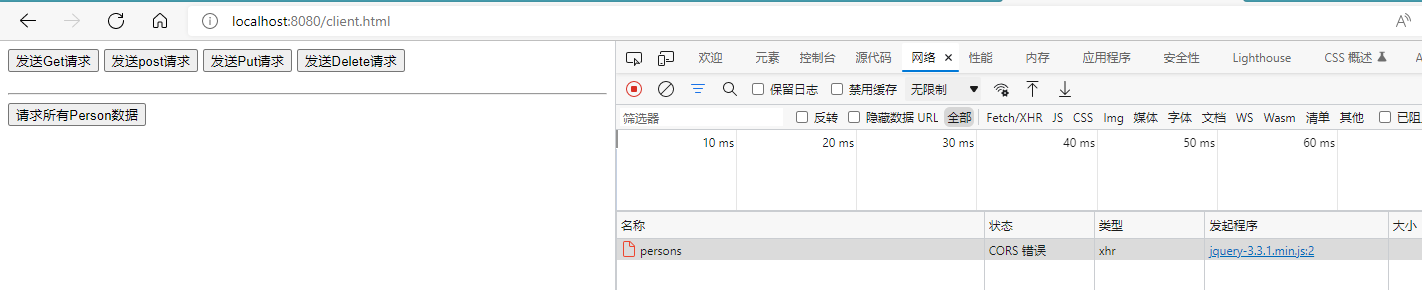 localhost:8080/client.html
发送Get请求 发送post请求 发送Put请求 发送Delete请求
请求所有Person数据
欢迎 元素 控制台 源代码 网络 性能 内存 应用程序 安全性 Lighthouse CSS 概述
保留日志 禁用缓存 无限制
筛选器 反转 隐藏数据 URL 全部 Fetch/XHR JS CSS Img 媒体 字体 文档 WS Wasm 清单 其他 已阻
10 ms 20 ms 30 ms 40 ms 50 ms 60 ms
名称 状态 类型 发起程序 大小
persons CORS 错误 xhr jquery-3.3.1.min.js:2